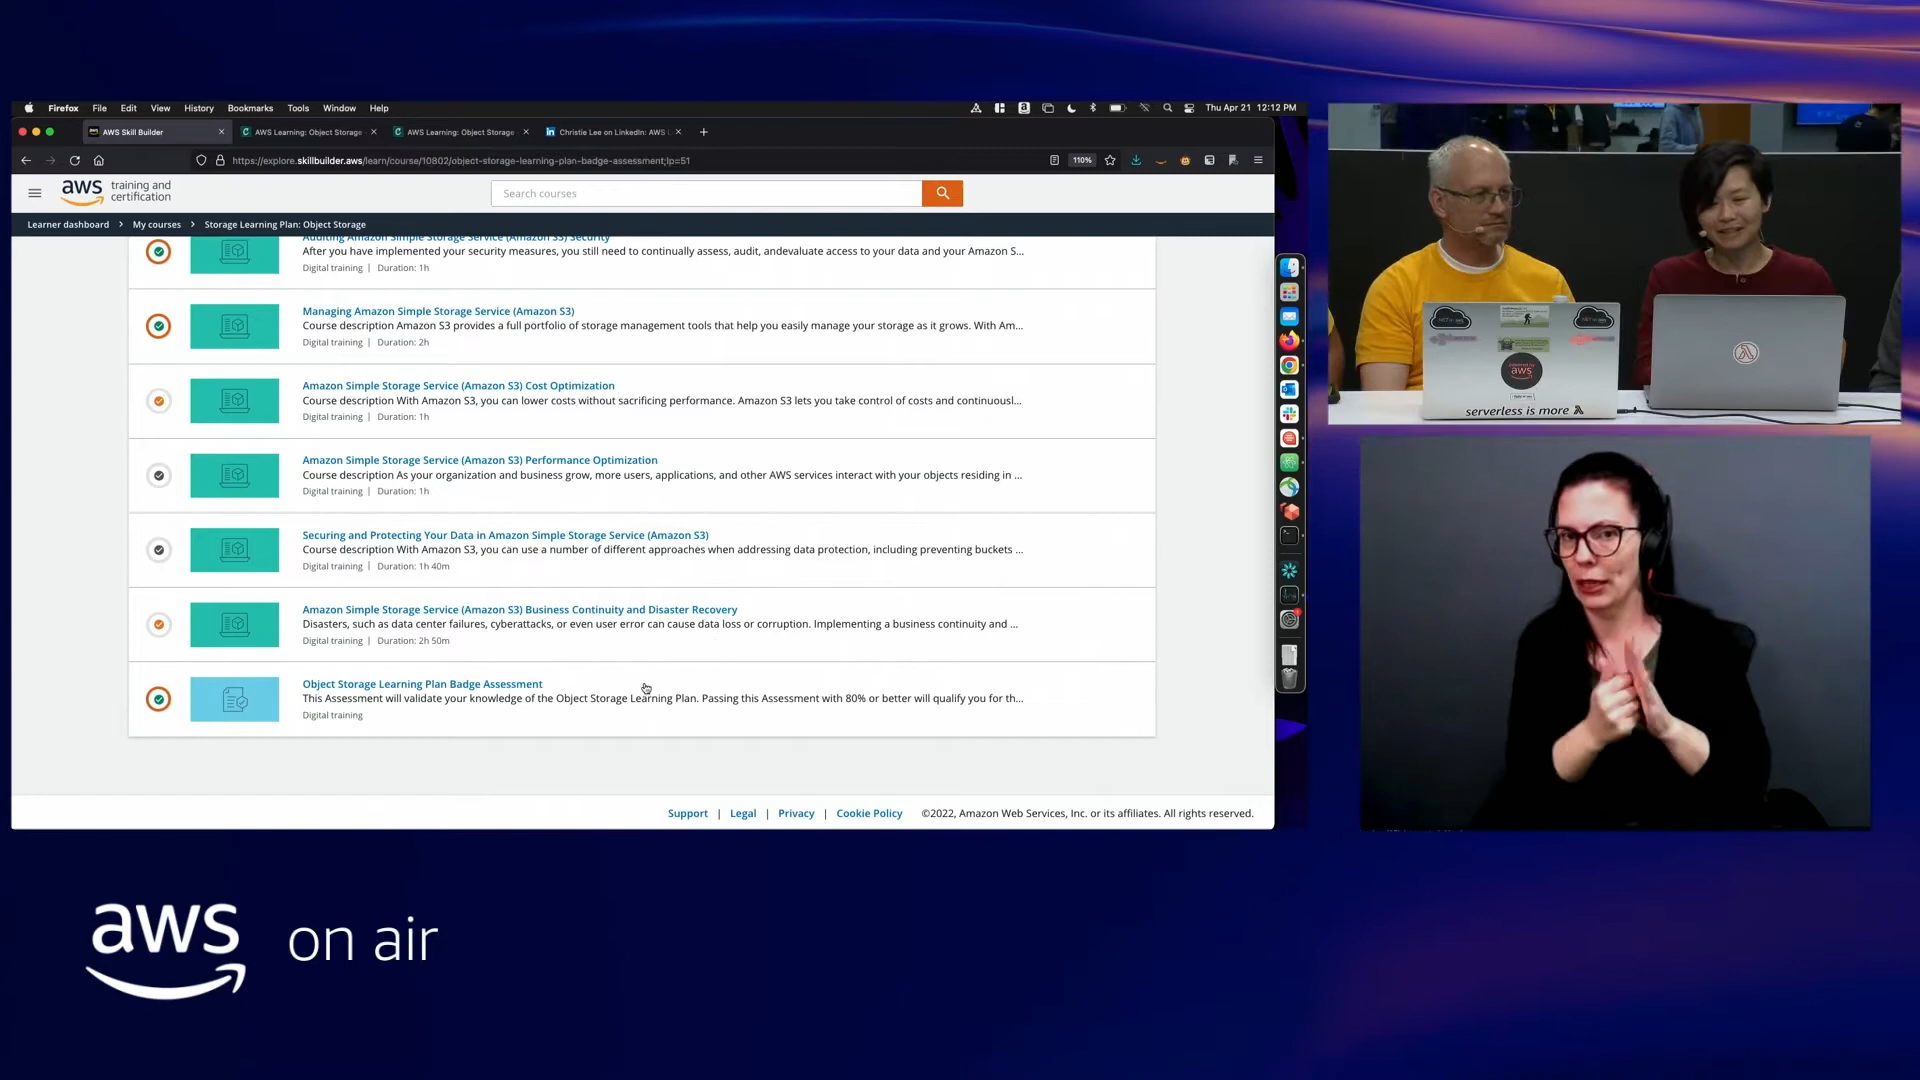 Firefox File Edit View History Bookmarks Tools Window Help
Thu Apr 21 12:12 PM
AWS Skill Builder
AWS Learning: Object Storage
AWS Learning: Object Storage
Christie Lee on LinkedIn: AWS
https://explore.skillbuilder.aws/learn/course/10802/object-storage-learning-plan-badge-assessment;lp=51
110%
aws training and certification
Search courses
Learner dashboard > My courses > Storage Learning Plan: Object Storage
Auditing Amazon Simple Storage Service (Amazon S3) Security
After you have implemented your security measures, you still need to continually assess, audit, andevaluate access to your data and your Amazon S...
Digital training | Duration: 1h
Managing Amazon Simple Storage Service (Amazon S3)
Course description Amazon S3 provides a full portfolio of storage management tools that help you easily manage your storage as it grows. With Am...
Digital training | Duration: 2h
Amazon Simple Storage Service (Amazon S3) Cost Optimization
Course description With Amazon S3, you can lower costs without sacrificing performance. Amazon S3 lets you take control of costs and continuousl...
Digital training | Duration: 1h
Amazon Simple Storage Service (Amazon S3) Performance Optimization
Course description As your organization and business grow, more users, applications, and other AWS services interact with your objects residing in ...
Digital training | Duration: 1h
Securing and Protecting Your Data in Amazon Simple Storage Service (Amazon S3)
Course description With Amazon S3, you can use a number of different approaches when addressing data protection, including preventing buckets ...
Digital training | Duration: 1h 40m
Amazon Simple Storage Service (Amazon S3) Business Continuity and Disaster Recovery
Disasters, such as data center failures, cyberattacks, or even user error can cause data loss or corruption. Implementing a business continuity and ...
Digital training | Duration: 2h 50m
Object Storage Learning Plan Badge Assessment
This Assessment will validate your knowledge of the Object Storage Learning Plan. Passing this Assessment with 80% or better will qualify you for th...
Digital training
Support | Legal | Privacy | Cookie Policy ©2022, Amazon Web Services, Inc. or its affiliates. All rights reserved.
powered by
aws
serverless is more λ
aws on air